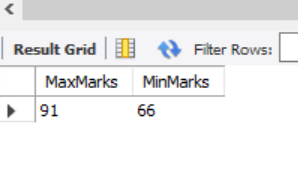 Result Grid Filter Rows:
MaxMarks MinMarks
91 66